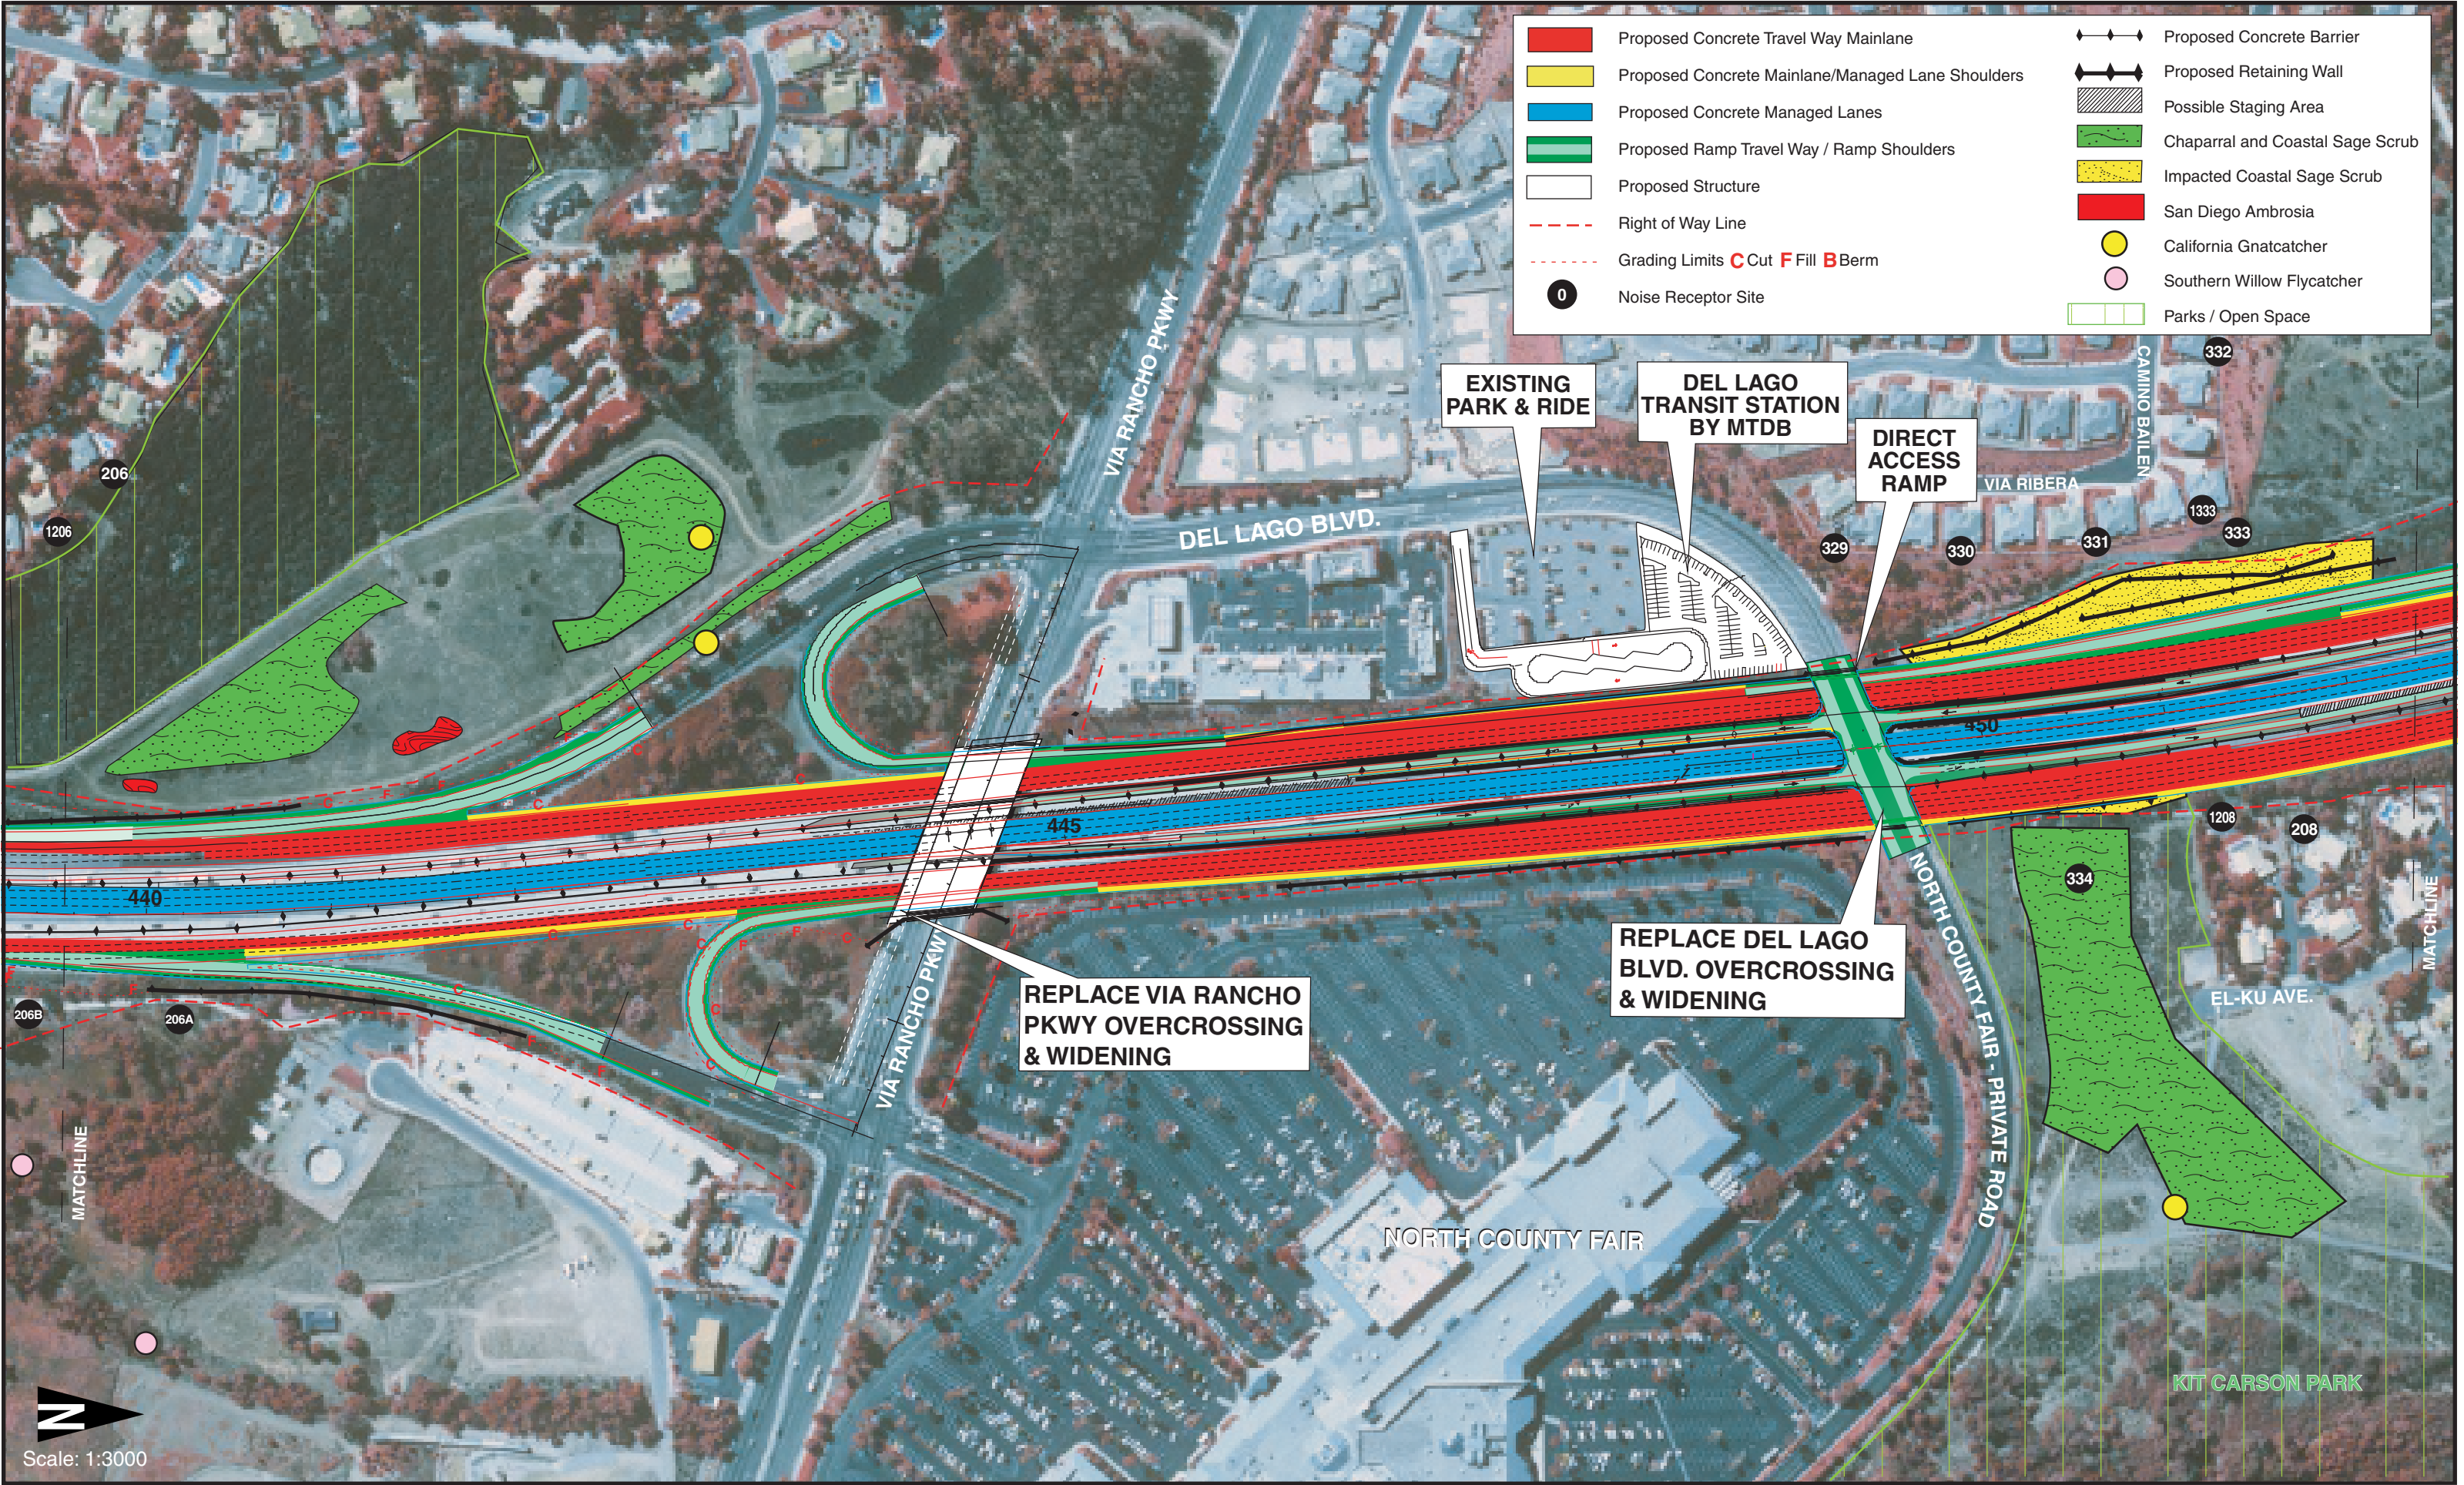 Proposed Concrete Travel Way Mainlane
Proposed Concrete Mainlane/Managed Lane Shoulders
Proposed Concrete Managed Lanes
Proposed Ramp Travel Way / Ramp Shoulders
Proposed Structure
Right of Way Line
Grading Limits C Cut F Fill B Berm
0 Noise Receptor Site
Proposed Concrete Barrier
Proposed Retaining Wall
Possible Staging Area
Chaparral and Coastal Sage Scrub
Impacted Coastal Sage Scrub
San Diego Ambrosia
California Gnatcatcher
Southern Willow Flycatcher
Parks / Open Space
VIA RANCHO PKWY
EXISTING
PARK & RIDE
DEL LAGO
TRANSIT STATION
BY MTDB
DIRECT
ACCESS
RAMP
CAMINO BAILEN
332
VIA RIBERA
206
1206
DEL LAGO BLVD.
329
330
331
1333
333
C
F
F
C
C
C
C
450
445
440
1208
208
334
MATCHLINE
EL-KU AVE.
C
C
C
F
F
C
C
C
F
F
C
F
F
206B
206A
VIA RANCHO PKWY
REPLACE VIA RANCHO
PKWY OVERCROSSING
& WIDENING
REPLACE DEL LAGO
BLVD. OVERCROSSING
& WIDENING
NORTH COUNTY FAIR - PRIVATE ROAD
MATCHLINE
NORTH COUNTY FAIR
KIT CARSON PARK
N
Scale: 1:3000